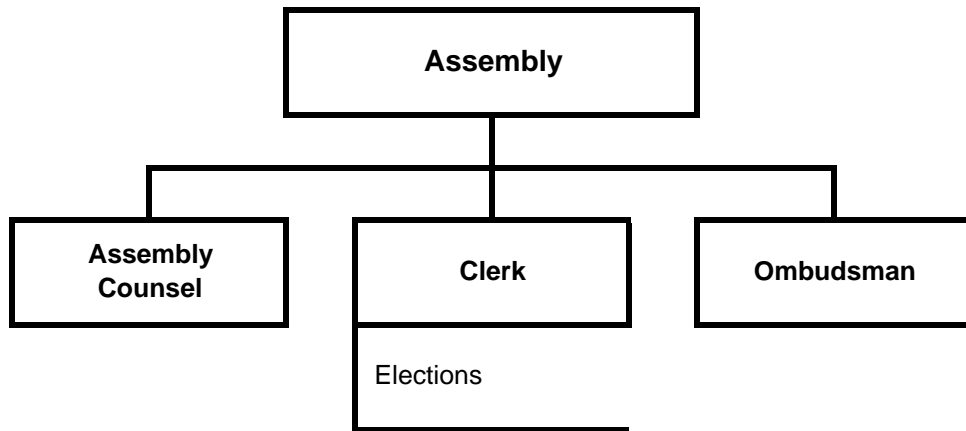 Assembly
Assembly
Counsel
Clerk
Ombudsman
Elections